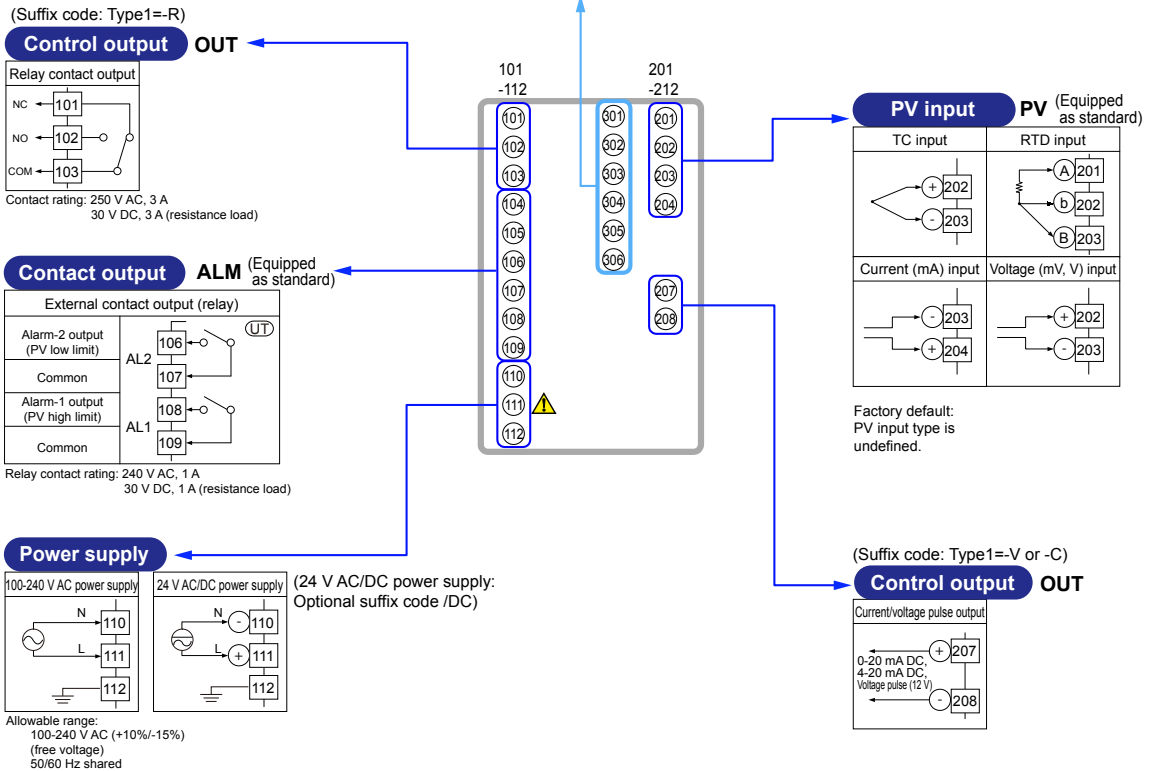 (Suffix code: Type1=-R)
Control output OUT
Relay contact output
NC 101
NO 102
COM 103
Contact rating: 250 V AC, 3 A
30 V DC, 3 A (resistance load)
Contact output ALM (Equipped
as standard)
External contact output (relay)
UT
Alarm-2 output
(PV low limit)
106
AL2
Common
107
Alarm-1 output
(PV high limit)
108
AL1
Common
109
Relay contact rating: 240 V AC, 1 A
30 V DC, 1 A (resistance load)
Power supply
100-240 V AC power supply
N
110
L
111
112
24 V AC/DC power supply
N - 110
L + 111
112
(24 V AC/DC power supply:
Optional suffix code /DC)
Allowable range:
100-240 V AC (+10%/-15%)
(free voltage)
50/60 Hz shared
101
-112
201
-212
101
102
103
104
105
106
107
108
109
110
111
112
301
302
303
304
305
306
201
202
203
204
207
208
PV input PV (Equipped
as standard)
TC input
+ 202
- 203
RTD input
A 201
b 202
B 203
Current (mA) input
- 203
+ 204
Voltage (mV, V) input
+ 202
- 203
Factory default:
PV input type is
undefined.
(Suffix code: Type1=-V or -C)
Control output OUT
Current/voltage pulse output
+ 207
0-20 mA DC,
4-20 mA DC,
Voltage pulse (12 V)
- 208